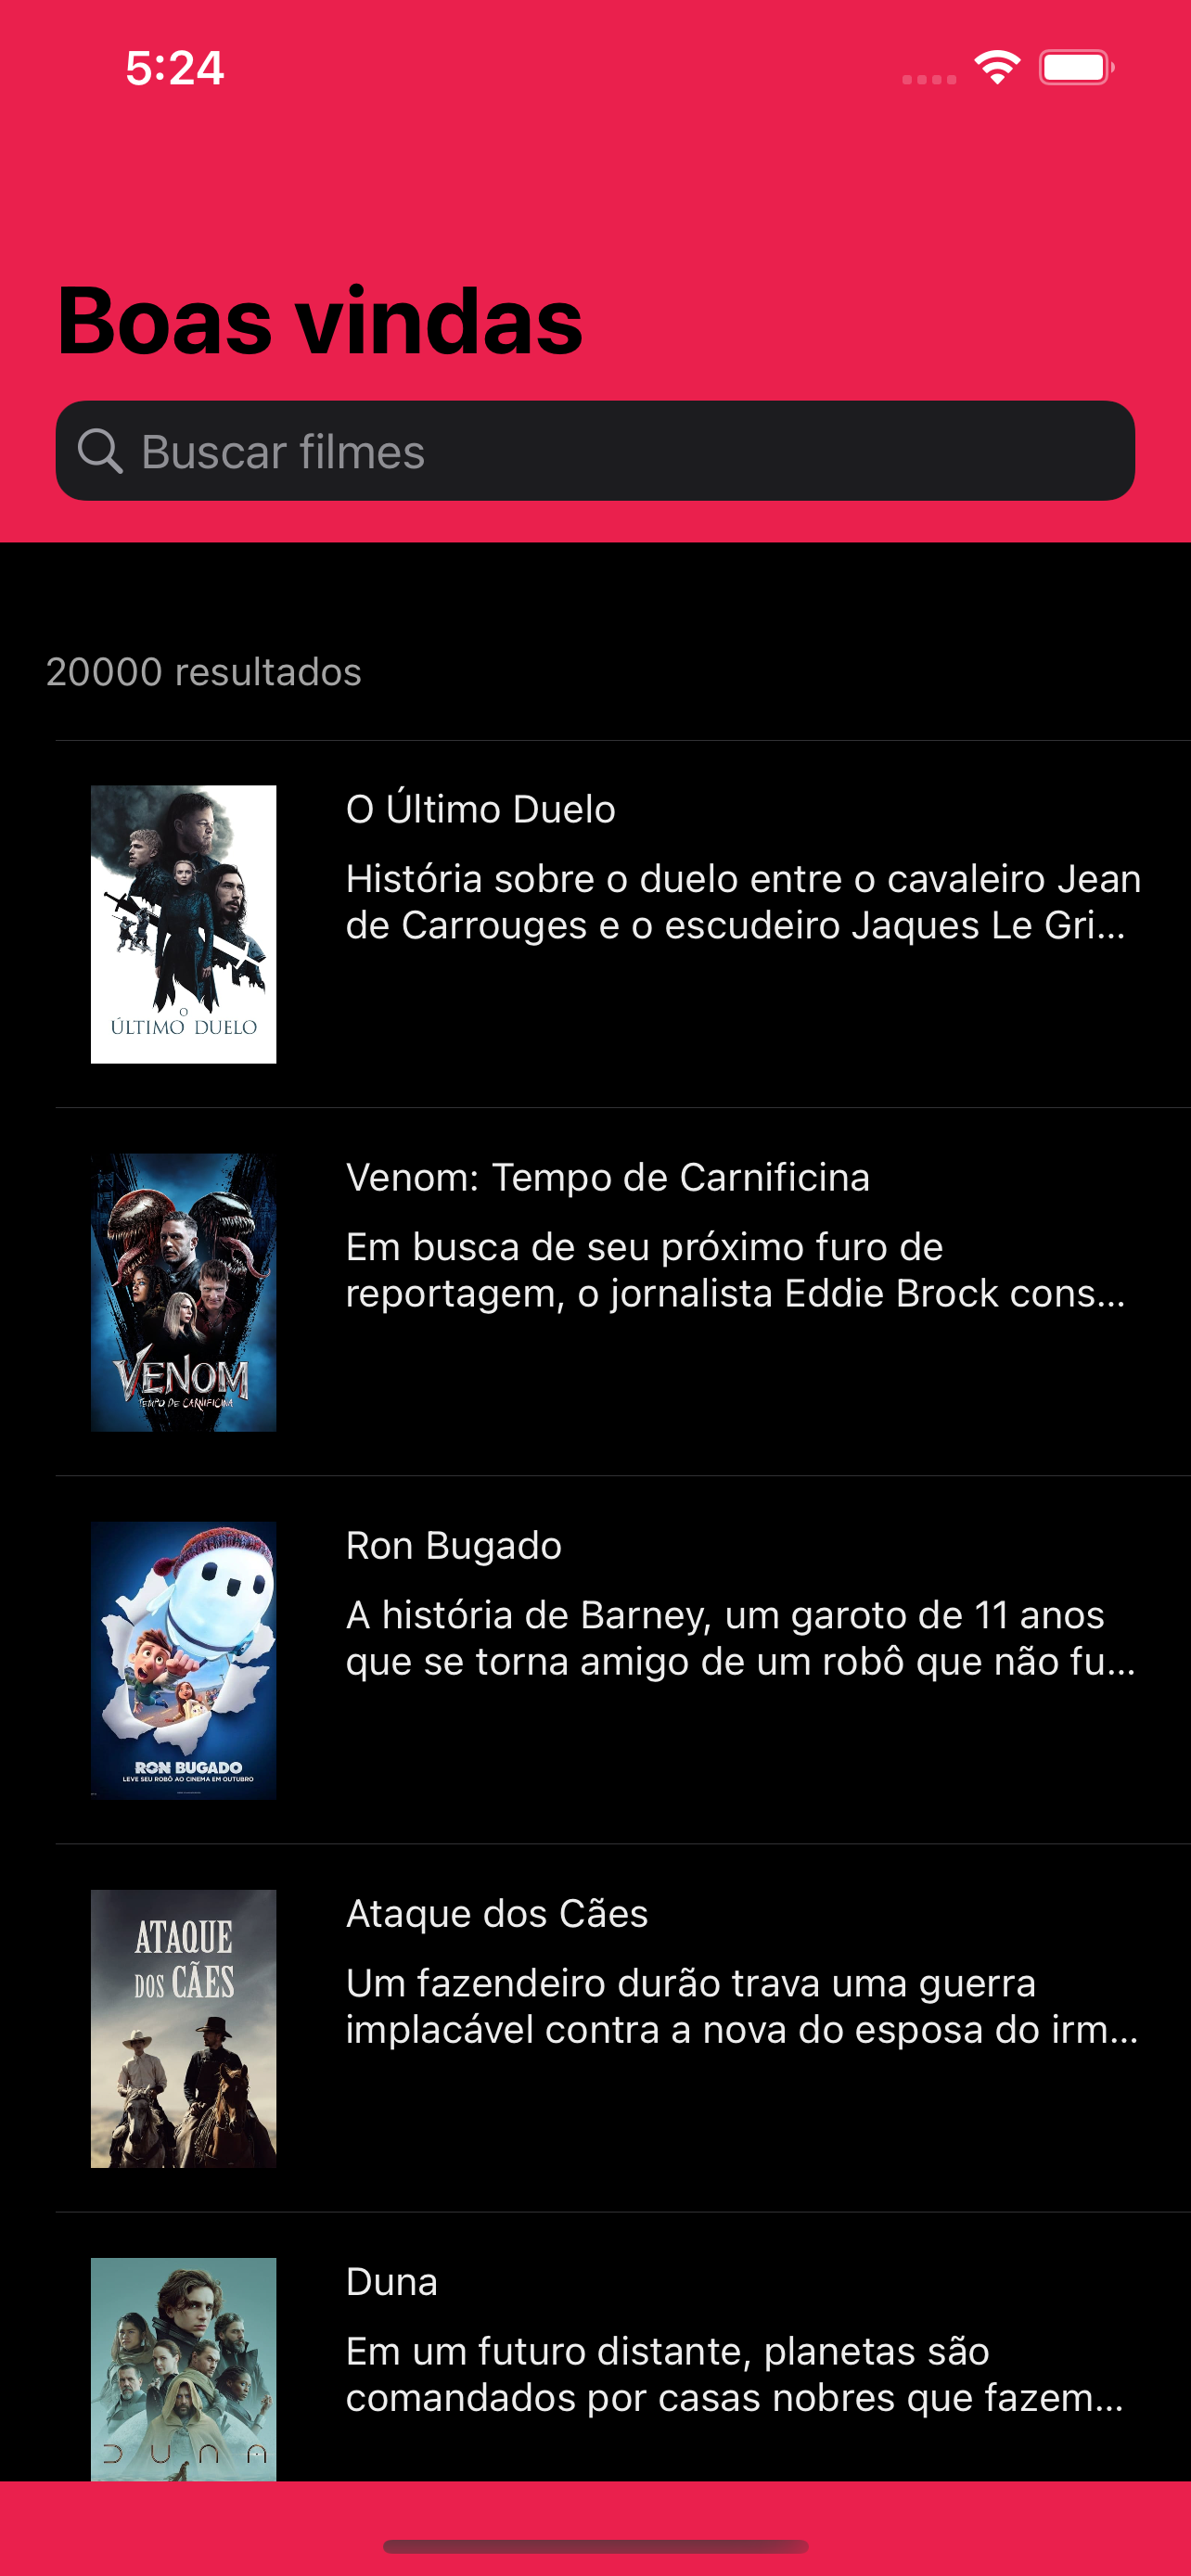 5:24
Boas vindas
Buscar filmes
20000 resultados
O Último Duelo
História sobre o duelo entre o cavaleiro Jean
de Carrouges e o escudeiro Jaques Le Gri...
O
ÚLTIMO DUELO
Venom: Tempo de Carnificina
Em busca de seu próximo furo de
reportagem, o jornalista Eddie Brock cons...
VENOM
TEMPO DE CARNIFICINA
Ron Bugado
A história de Barney, um garoto de 11 anos
que se torna amigo de um robô que não fu...
RON BUGADO
LEVE SEU ROBÔ AO CINEMA EM OUTUBRO
Ataque dos Cães
Um fazendeiro durão trava uma guerra
implacável contra a nova do esposa do irm...
ATAQUE
DOS CÃES
Duna
Em um futuro distante, planetas são
comandados por casas nobres que fazem...
DUNA